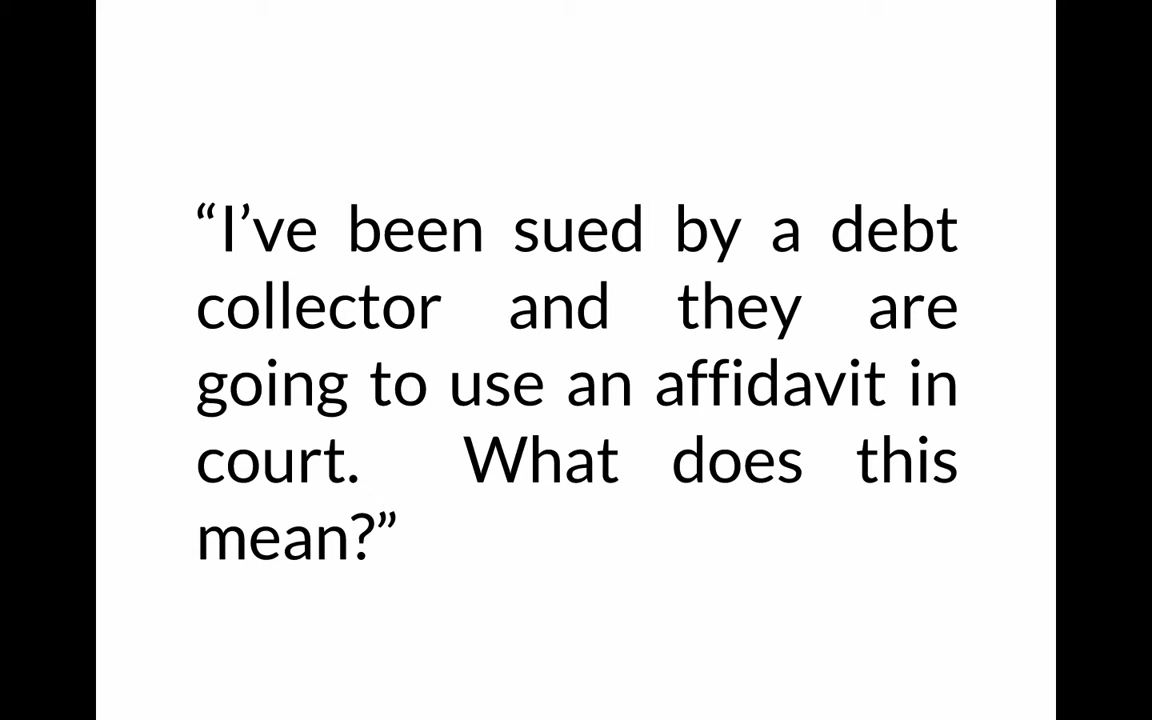 “I’ve been sued by a debt
collector and they are
going to use an affidavit in
court. What does this
mean?”